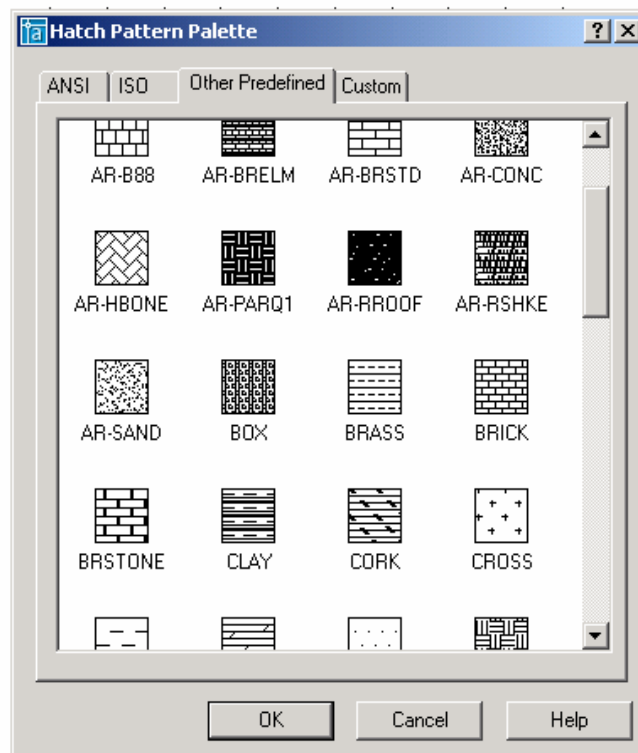 Hatch Pattern Palette
ANSI ISO Other Predefined Custom
AR-B88 AR-BRELM AR-BRSTD AR-CONC
AR-HBONE AR-PARQ1 AR-RROOF AR-RSHKE
AR-SAND BOX BRASS BRICK
BRSTONE CLAY CORK CROSS
OK Cancel Help